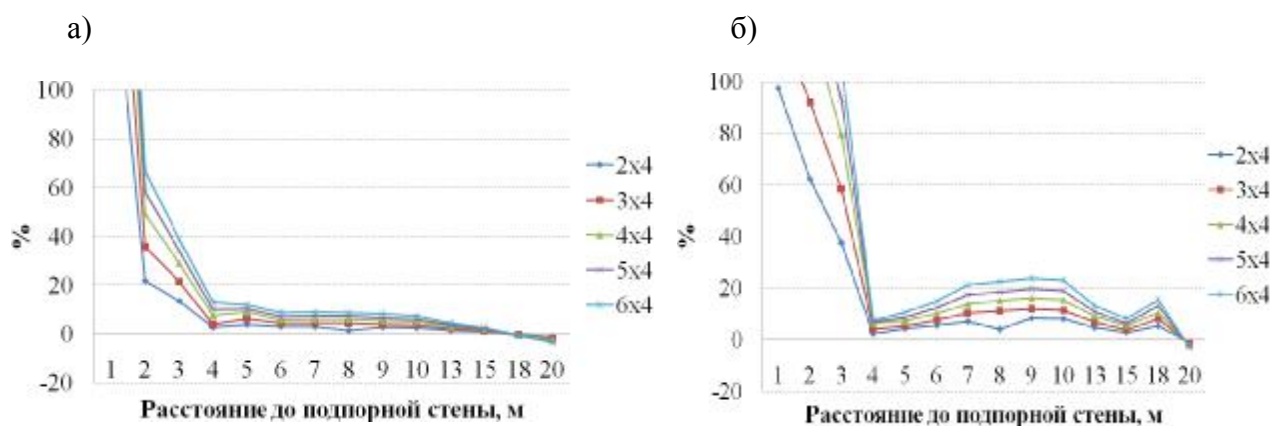 а)
б)
100
80
60
40
20
0
-20
%
1 2 3 4 5 6 7 8 9 10 13 15 18 20
Расстояние до подпорной стены, м
2x4
3x4
4x4
5x4
6x4
100
80
60
40
20
0
-20
%
1 2 3 4 5 6 7 8 9 10 13 15 18 20
Расстояние до подпорной стены, м
2x4
3x4
4x4
5x4
6x4